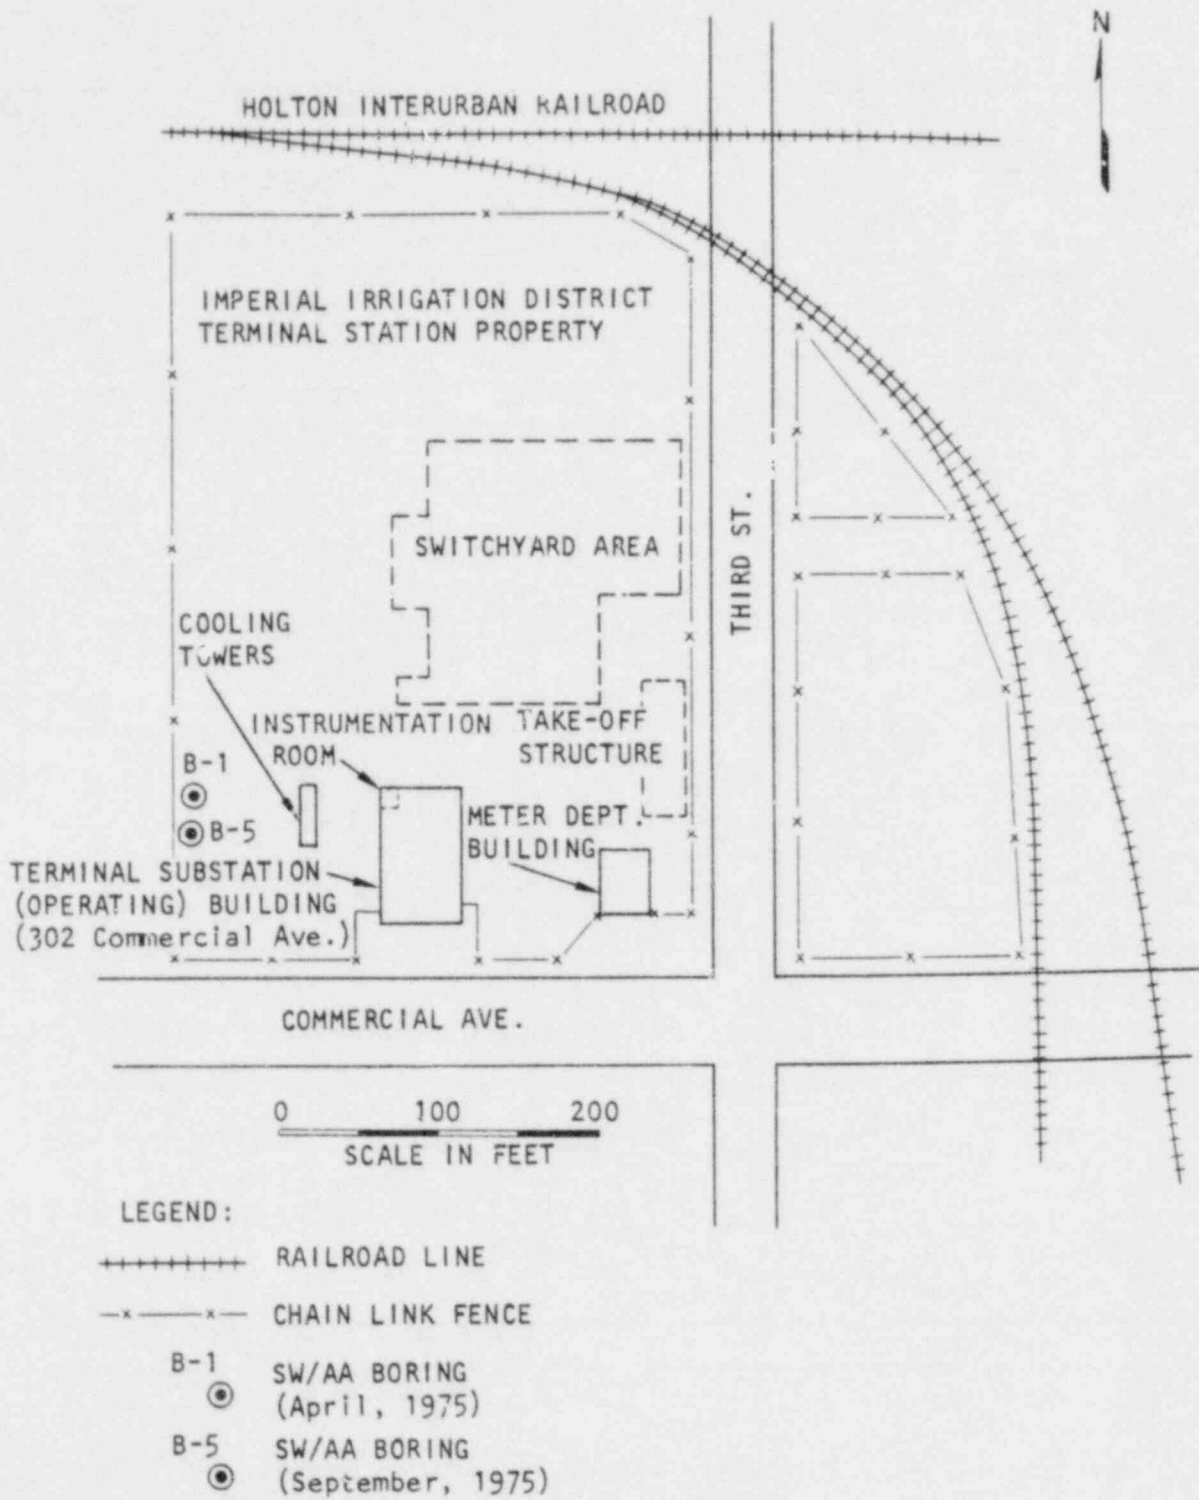 N
HOLTON INTERURBAN RAILROAD
IMPERIAL IRRIGATION DISTRICT
TERMINAL STATION PROPERTY
SWITCHYARD AREA
THIRD ST.
COOLING
TOWERS
INSTRUMENTATION
ROOM
TAKE-OFF
STRUCTURE
B-1
B-5
METER DEPT.
BUILDING
TERMINAL SUBSTATION
(OPERATING) BUILDING
(302 Commercial Ave.)
COMMERCIAL AVE.
0 100 200
SCALE IN FEET
LEGEND:
RAILROAD LINE
CHAIN LINK FENCE
B-1 SW/AA BORING
(April, 1975)
B-5 SW/AA BORING
(September, 1975)